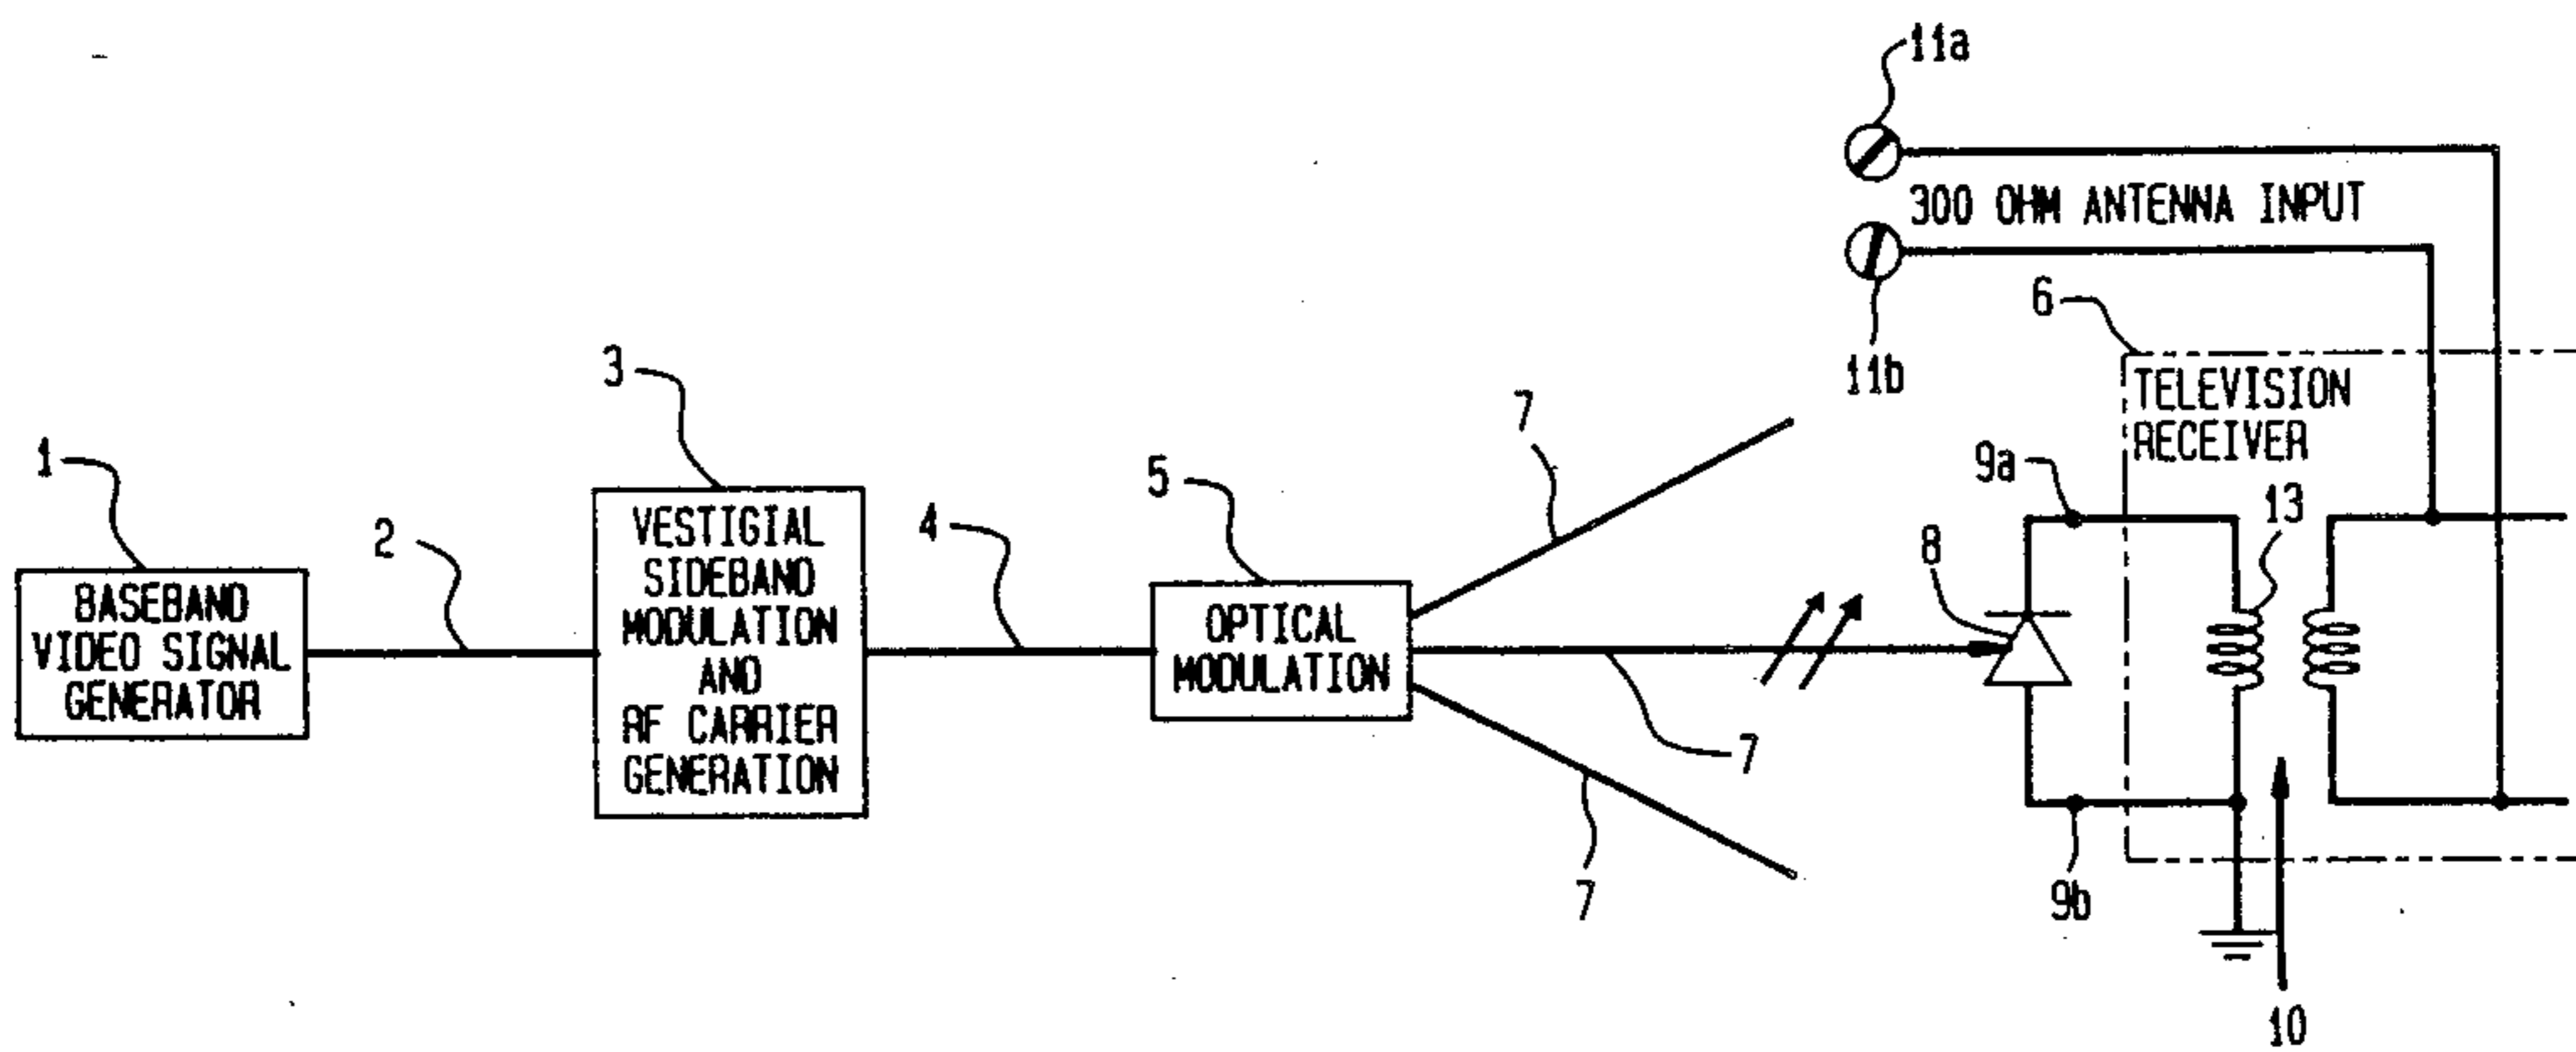 11a
300 OHM ANTENNA INPUT
11b
6
TELEVISION
RECEIVER
1
BASEBAND
VIDEO SIGNAL
GENERATOR
2
3
VESTIGIAL
SIDEBAND
MODULATION
AND
RF CARRIER
GENERATION
4
5
OPTICAL
MODULATION
7
7
7
8
9a
9b
13
10